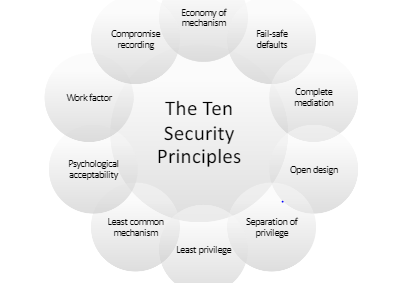 The Ten
Security
Principles
Economy of
mechanism
Fail-safe
defaults
Complete
mediation
Open design
Separation of
privilege
Least privilege
Least common
mechanism
Psychological
acceptability
Work factor
Compromise
recording